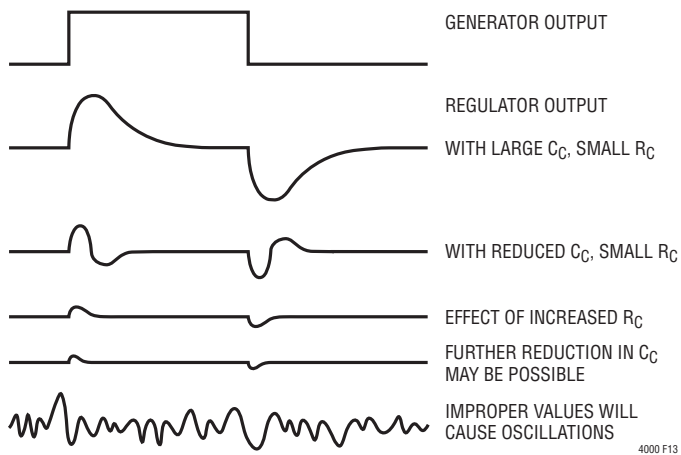 GENERATOR OUTPUT
REGULATOR OUTPUT
WITH LARGE CC, SMALL RC
WITH REDUCED CC, SMALL RC
EFFECT OF INCREASED RC
FURTHER REDUCTION IN CC
MAY BE POSSIBLE
IMPROPER VALUES WILL
CAUSE OSCILLATIONS
4000 F13